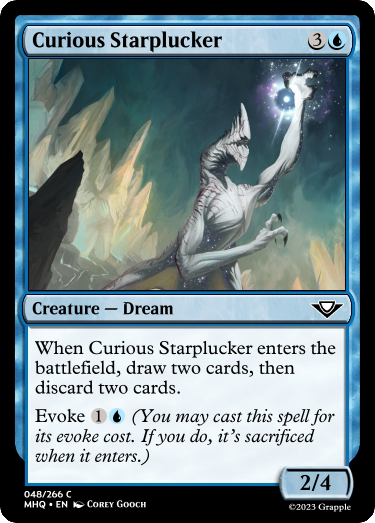 Curious Starplucker 3
Creature — Dream
When Curious Starplucker enters the
battlefield, draw two cards, then
discard two cards.
Evoke 1 (You may cast this spell for
its evoke cost. If you do, it's sacrificed
when it enters.)
2/4
048/266 C
MHQ • EN Corey Gooch
©2023 Grapple